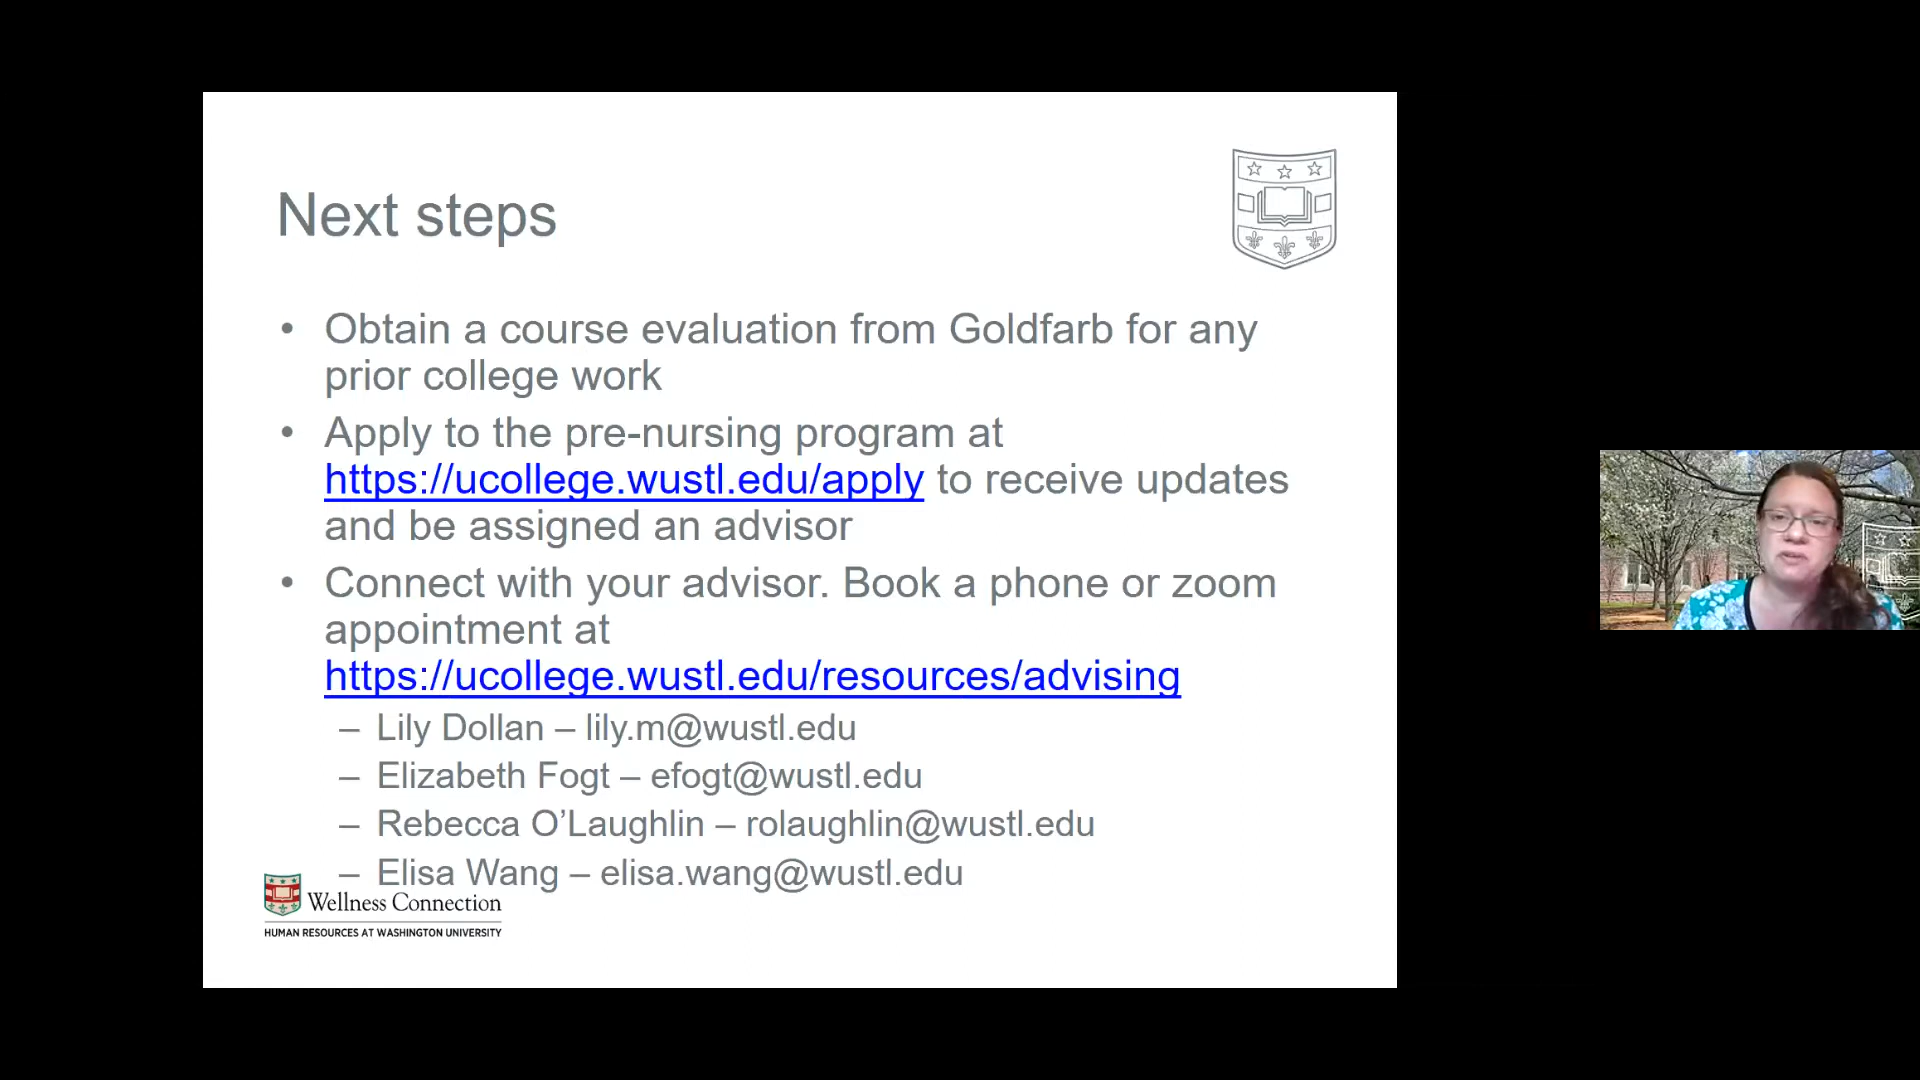 Next steps
• Obtain a course evaluation from Goldfarb for any
prior college work
• Apply to the pre-nursing program at
https://ucollege.wustl.edu/apply to receive updates
and be assigned an advisor
• Connect with your advisor. Book a phone or zoom
appointment at
https://ucollege.wustl.edu/resources/advising
– Lily Dollan – lily.m@wustl.edu
– Elizabeth Fogt – efogt@wustl.edu
– Rebecca O’Laughlin – rolaughlin@wustl.edu
– Elisa Wang – elisa.wang@wustl.edu
Wellness Connection
HUMAN RESOURCES AT WASHINGTON UNIVERSITY